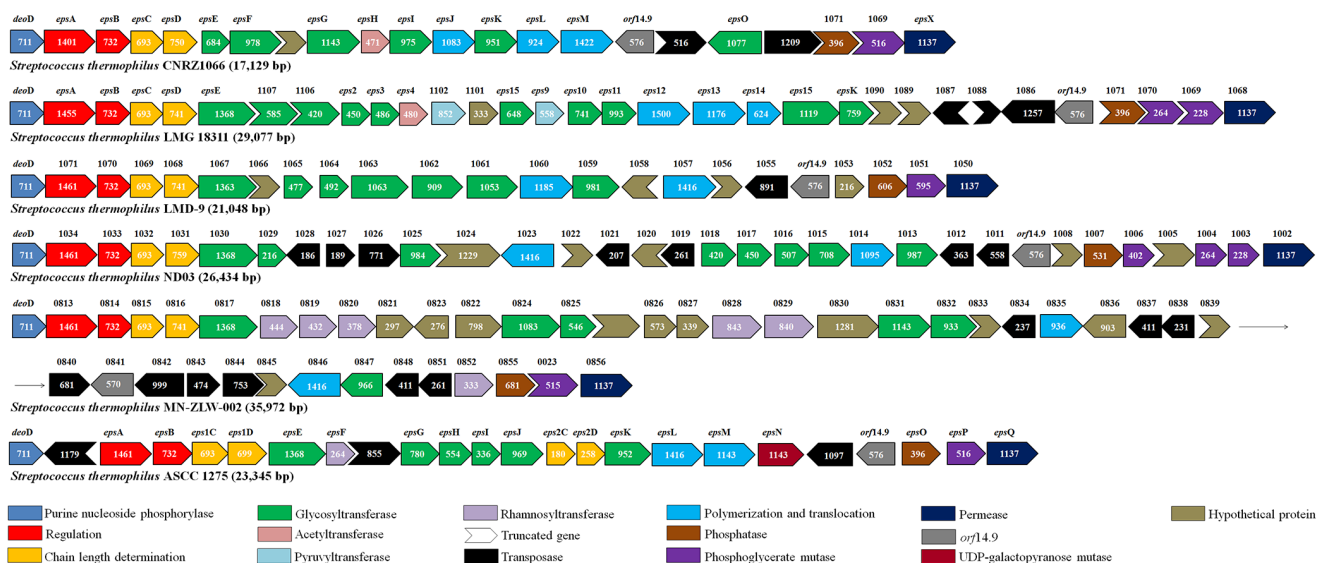 deoD epsA epsB epsC epsD epsE epsF epsG epsH epsI epsJ epsK epsL epsM orf14.9 epsO 1071 1069 epsX
711 1401 732 693 750 684 978 1143 471 975 1083 951 924 1422 576 516 1077 1209 396 516 1137
Streptococcus thermophilus CNRZ1066 (17,129 bp)
deoD epsA epsB epsC epsD epsE 1107 1106 eps2 eps3 eps4 1102 1101 eps15 eps9 eps10 eps11 eps12 eps13 eps14 eps15 epsK 1090 1089 1087 1088 1086 orf14.9 1071 1070 1069 1068
711 1455 732 693 741 1368 585 420 450 486 480 852 333 648 558 741 993 1500 1176 624 1119 759 1257 576 396 264 228 1137
Streptococcus thermophilus LMG 18311 (29,077 bp)
deoD 1071 1070 1069 1068 1067 1066 1065 1064 1063 1062 1061 1060 1059 1058 1057 1056 1055 orf14.9 1053 1052 1051 1050
711 1461 732 693 741 1363 477 492 1063 909 1053 1185 981 1416 891 576 216 606 595 1137
Streptococcus thermophilus LMD-9 (21,048 bp)
deoD 1034 1033 1032 1031 1030 1029 1028 1027 1026 1025 1024 1023 1022 1021 1020 1019 1018 1017 1016 1015 1014 1013 1012 1011 orf14.9 1008 1007 1006 1005 1004 1003 1002
711 1461 732 693 759 1368 216 186 189 771 984 1229 1416 207 261 420 450 507 708 1095 987 363 558 576 531 402 264 228 1137
Streptococcus thermophilus ND03 (26,434 bp)
deoD 0813 0814 0815 0816 0817 0818 0819 0820 0821 0823 0822 0824 0825 0826 0827 0828 0829 0830 0831 0832 0833 0834 0835 0836 0837 0838 0839
711 1461 732 693 741 1368 444 432 378 297 276 798 1083 546 573 339 843 840 1281 1143 933 237 936 903 411 231
0840 0841 0842 0843 0844 0845 0846 0847 0848 0851 0852 0855 0023 0856
681 570 999 474 753 1416 966 411 261 333 681 515 1137
Streptococcus thermophilus MN-ZLW-002 (35,972 bp)
deoD epsA epsB eps1C eps1D epsE epsF epsG epsH epsI epsJ eps2C eps2D epsK epsL epsM epsN orf14.9 epsO epsP epsQ
711 1179 1461 732 693 699 1368 264 855 780 554 336 969 180 258 952 1416 1143 1143 1097 576 396 516 1137
Streptococcus thermophilus ASCC 1275 (23,345 bp)
Purine nucleoside phosphorylase Glycosyltransferase Rhamnosyltransferase Polymerization and translocation Permease Hypothetical protein
Regulation Acetyltransferase Truncated gene Phosphatase orf14.9
Chain length determination Pyruvyltransferase Transposase Phosphoglycerate mutase UDP-galactopyranose mutase